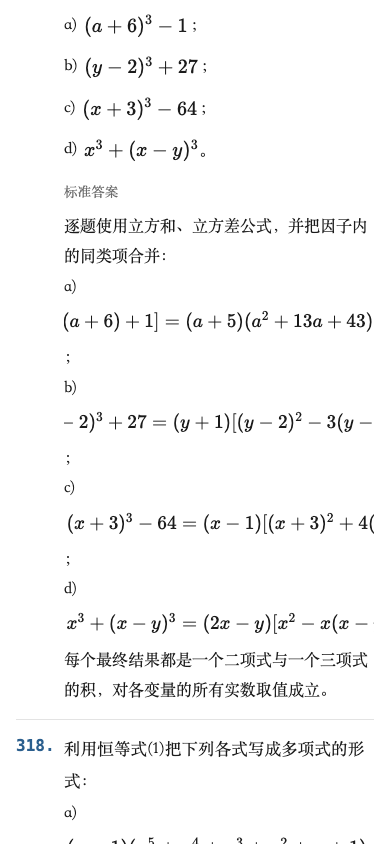 a) (a + 6)³ − 1；
b) (y − 2)³ + 27；
c) (x + 3)³ − 64；
d) x³ + (x − y)³。
标准答案
逐题使用立方和、立方差公式，并把因子内
的同类项合并：
a)
(a + 6) + 1] = (a + 5)(a² + 13a + 43)
；
b)
− 2)³ + 27 = (y + 1)[(y − 2)² − 3(y −
；
c)
(x + 3)³ − 64 = (x − 1)[(x + 3)² + 4(
；
d)
x³ + (x − y)³ = (2x − y)[x² − x(x −
每个最终结果都是一个二项式与一个三项式
的积，对各变量的所有实数取值成立。
318. 利用恒等式(1)把下列各式写成多项式的形
式：
a)